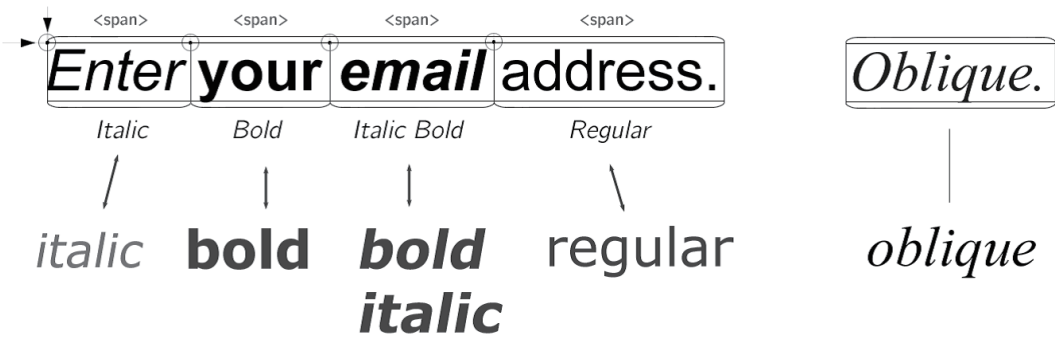 <span> <span> <span> <span>
Enter your email address. Oblique.
Italic Bold Italic Bold Regular
italic bold bold italic regular oblique